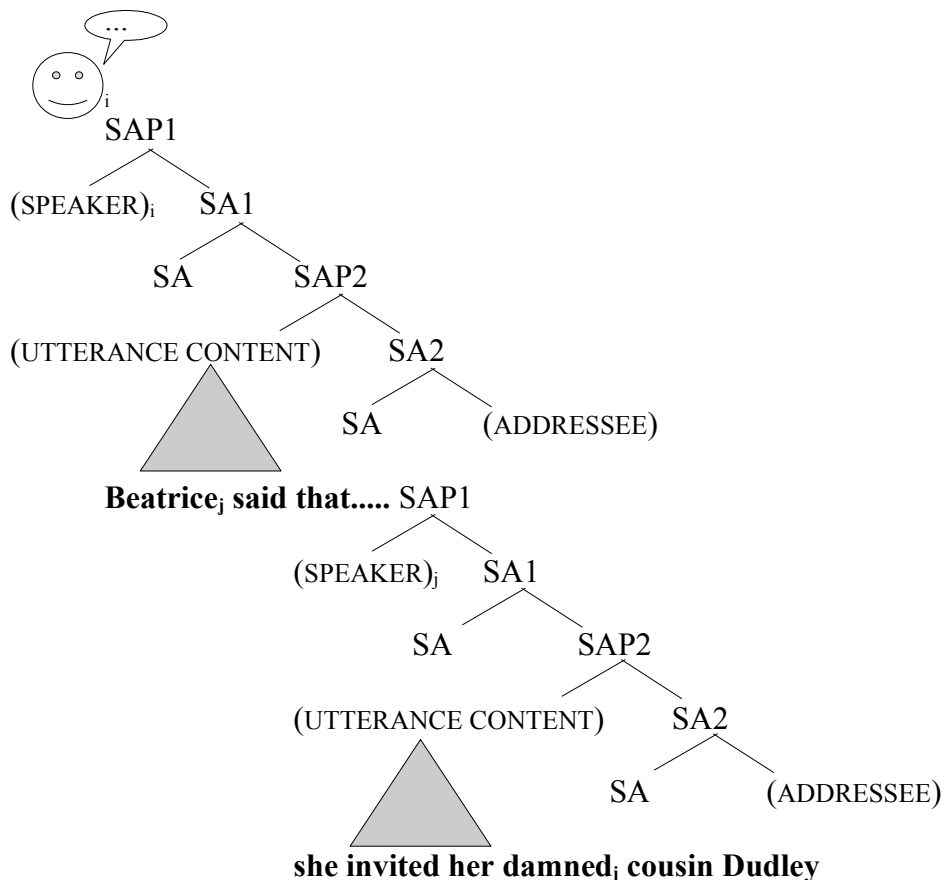 ...
i
SAP1
(SPEAKER)i SA1
SA SAP2
(UTTERANCE CONTENT) SA2
SA (ADDRESSEE)
Beatricej said that..... SAP1
(SPEAKER)j SA1
SA SAP2
(UTTERANCE CONTENT) SA2
SA (ADDRESSEE)
she invited her damnedj cousin Dudley